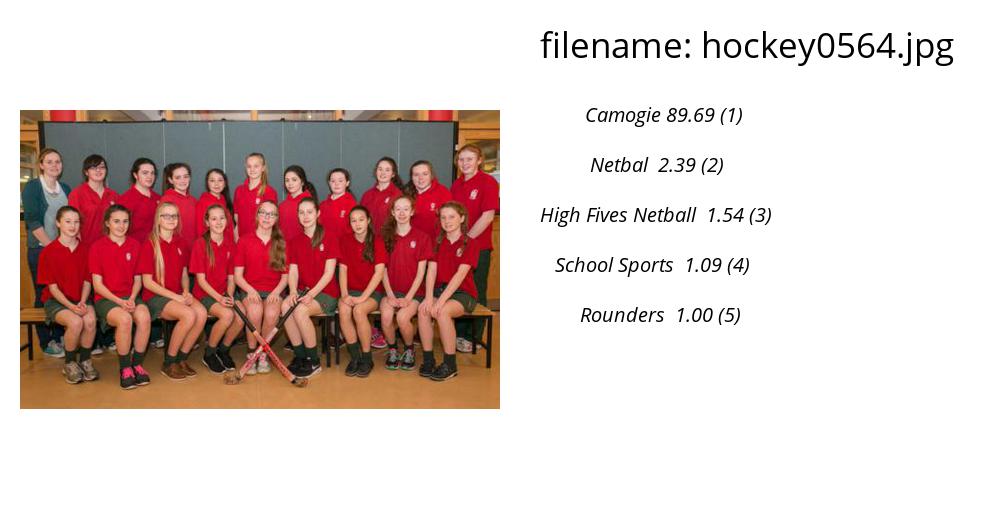 filename: hockey0564.jpg
Camogie 89.69 (1)
Netbal 2.39 (2)
High Fives Netball 1.54 (3)
School Sports 1.09 (4)
Rounders 1.00 (5)